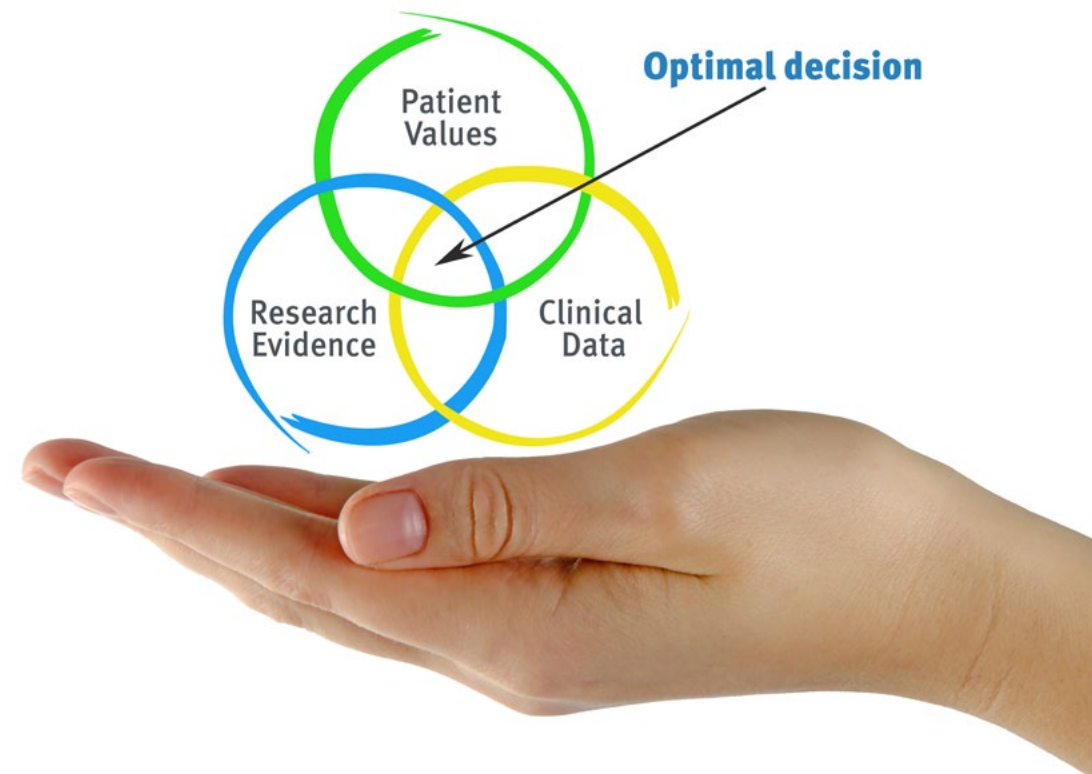 Optimal decision
Patient
Values
Research
Evidence
Clinical
Data